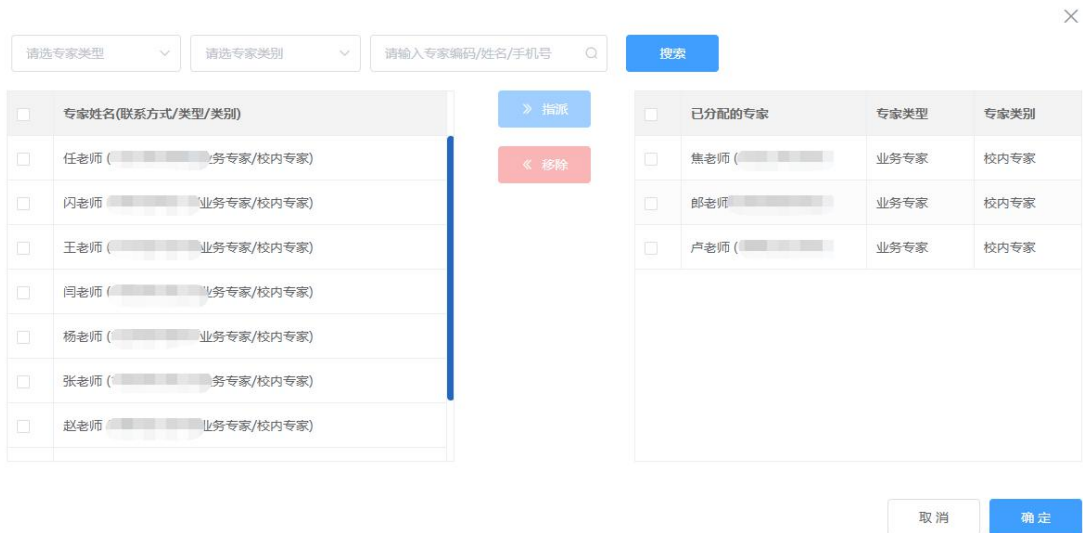 请选专家类型 请选专家类别 请输入专家编码/姓名/手机号 搜索
专家姓名(联系方式/类型/类别)
任老师 ( 务专家/校内专家)
闪老师 业务专家/校内专家)
王老师 ( 业务专家/校内专家)
闫老师 ( 业务专家/校内专家)
杨老师 ( 业务专家/校内专家)
张老师 ( 务专家/校内专家)
赵老师 业务专家/校内专家)
» 指派
« 移除
已分配的专家 专家类型 专家类别
焦老师 ( 业务专家 校内专家
郎老师 业务专家 校内专家
卢老师 ( 业务专家 校内专家
取消 确定